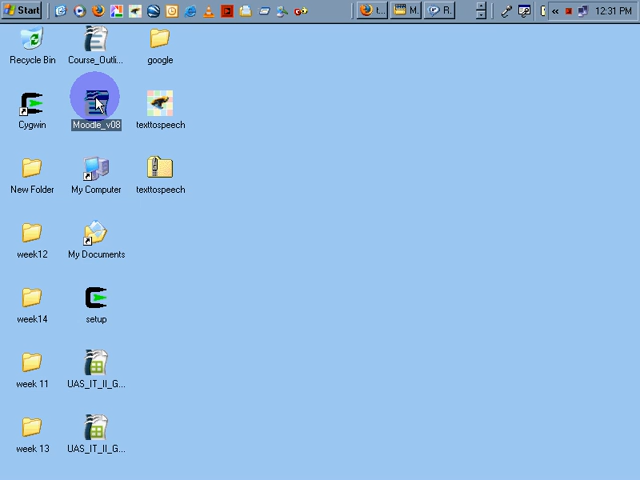 Start
t...
M...
R...
«
12:31 PM
Recycle Bin
Course_Outli...
google
Cygwin
Moodle_v08
texttospeech
New Folder
My Computer
texttospeech
week12
My Documents
week14
setup
week 11
UAS_IT_II_G...
week 13
UAS_IT_II_G...